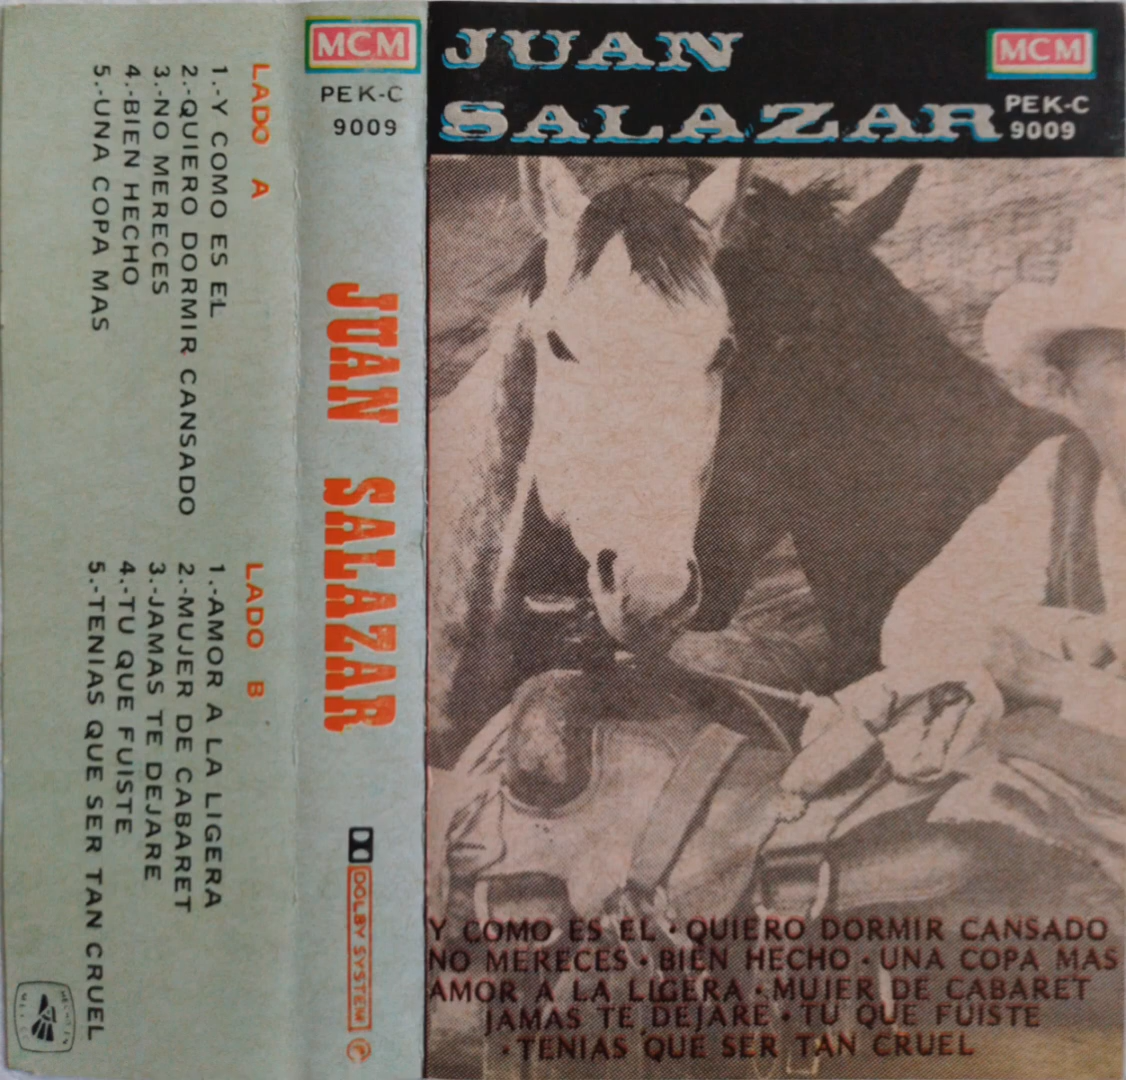 LADO A
1.-Y COMO ES EL
2.-QUIERO DORMIR CANSADO
3.-NO MERECES
4.-BIEN HECHO
5.-UNA COPA MAS
LADO B
1.-AMOR A LA LIGERA
2.-MUJER DE CABARET
3.-JAMAS TE DEJARE
4.-TU QUE FUISTE
5.-TENIAS QUE SER TAN CRUEL
MCM
PEK-C
9009
JUAN SALAZAR
DOLBY SYSTEM
JUAN
SALAZAR
MCM
PEK-C
9009
Y COMO ES EL · QUIERO DORMIR CANSADO
NO MERECES · BIEN HECHO · UNA COPA MAS
AMOR A LA LIGERA · MUJER DE CABARET
JAMAS TE DEJARE · TU QUE FUISTE
· TENIAS QUE SER TAN CRUEL